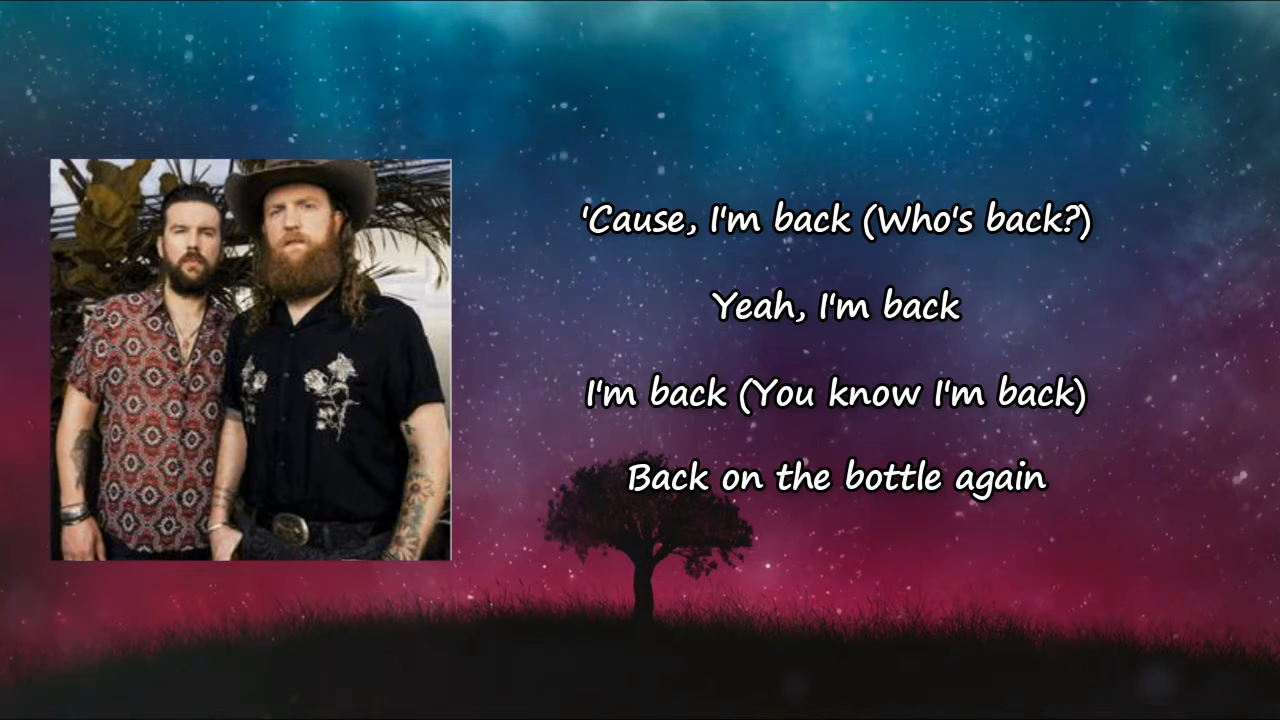 'Cause, I'm back (Who's back?)
Yeah, I'm back
I'm back (You know I'm back)
Back on the bottle again